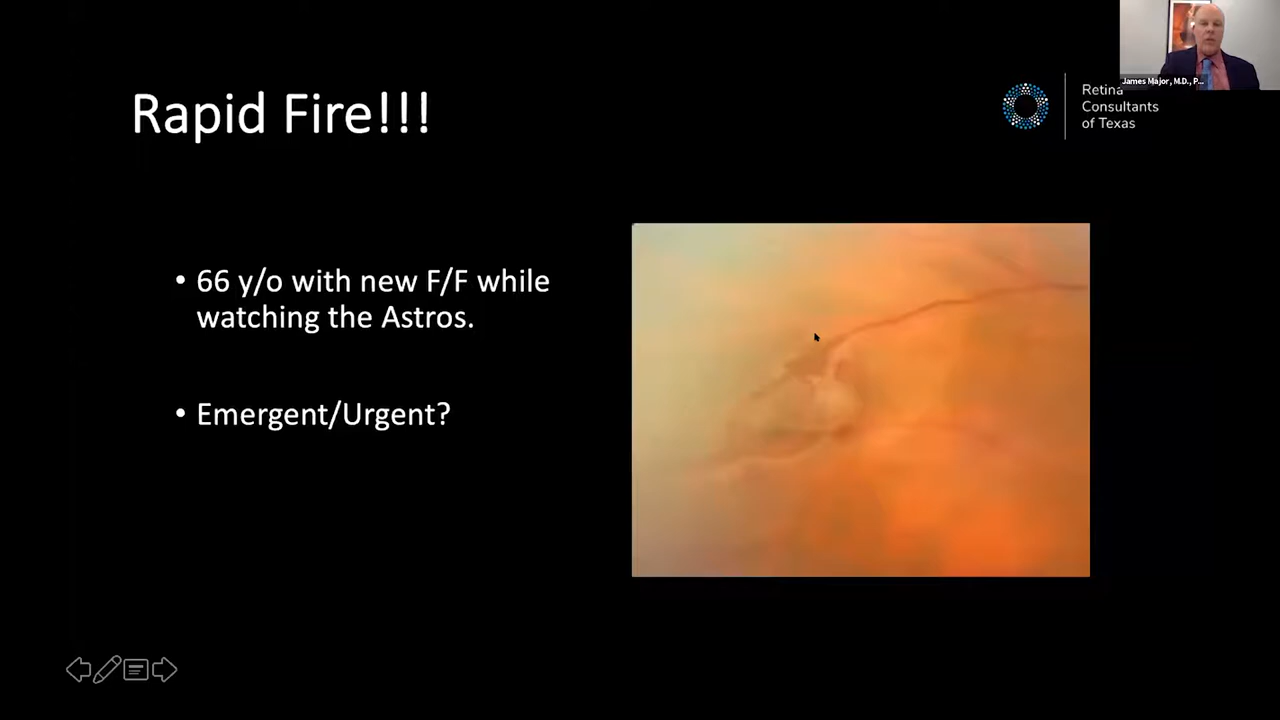 James Major, M.D., P...
Rapid Fire!!!
Retina
Consultants
of Texas
• 66 y/o with new F/F while
watching the Astros.
• Emergent/Urgent?